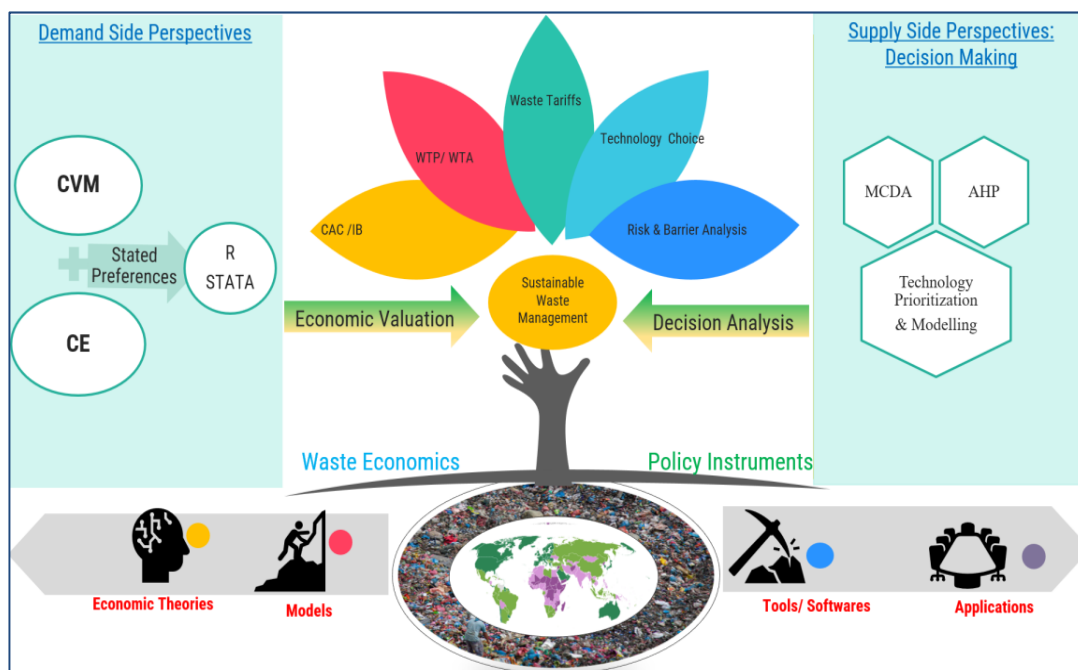 Demand Side Perspectives
CVM
Stated
Preferences
R
STATA
CE
Waste Tariffs
WTP/ WTA
Technology Choice
CAC /IB
Risk & Barrier Analysis
Sustainable
Waste
Management
Economic Valuation
Decision Analysis
Waste Economics
Policy Instruments
Supply Side Perspectives:
Decision Making
MCDA
AHP
Technology
Prioritization
& Modelling
Economic Theories
Models
Tools/ Softwares
Applications